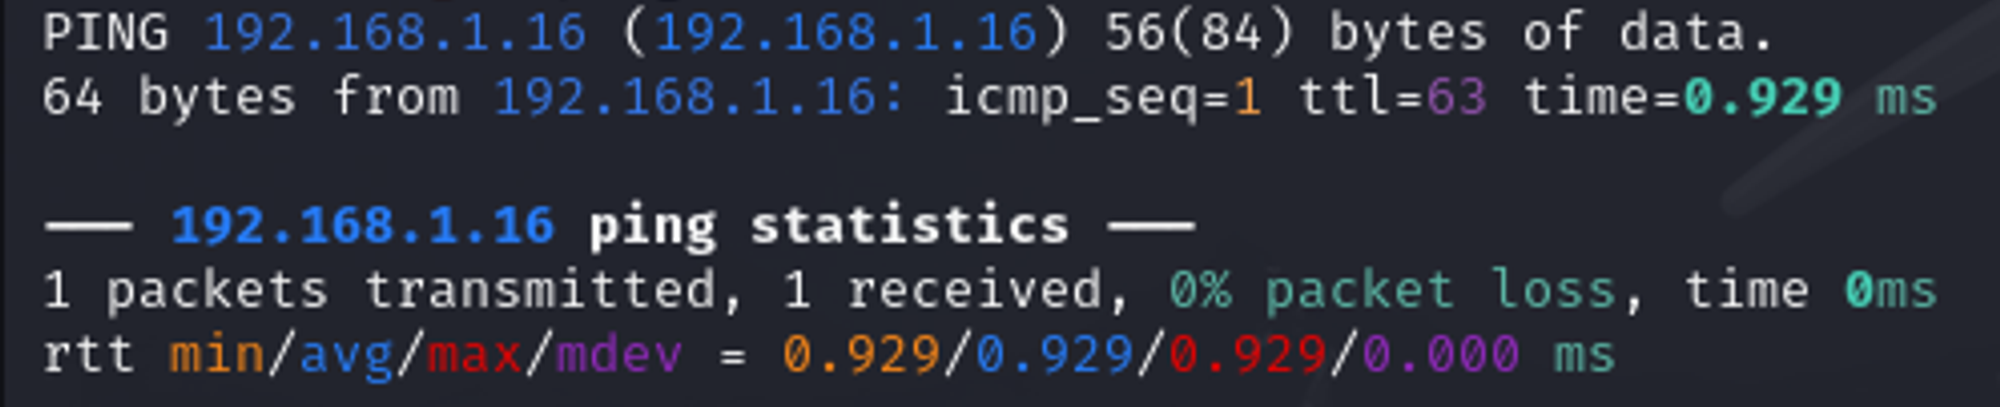 PING 192.168.1.16 (192.168.1.16) 56(84) bytes of data.
64 bytes from 192.168.1.16: icmp_seq=1 ttl=63 time=0.929 ms
--- 192.168.1.16 ping statistics ---
1 packets transmitted, 1 received, 0% packet loss, time 0ms
rtt min/avg/max/mdev = 0.929/0.929/0.929/0.000 ms